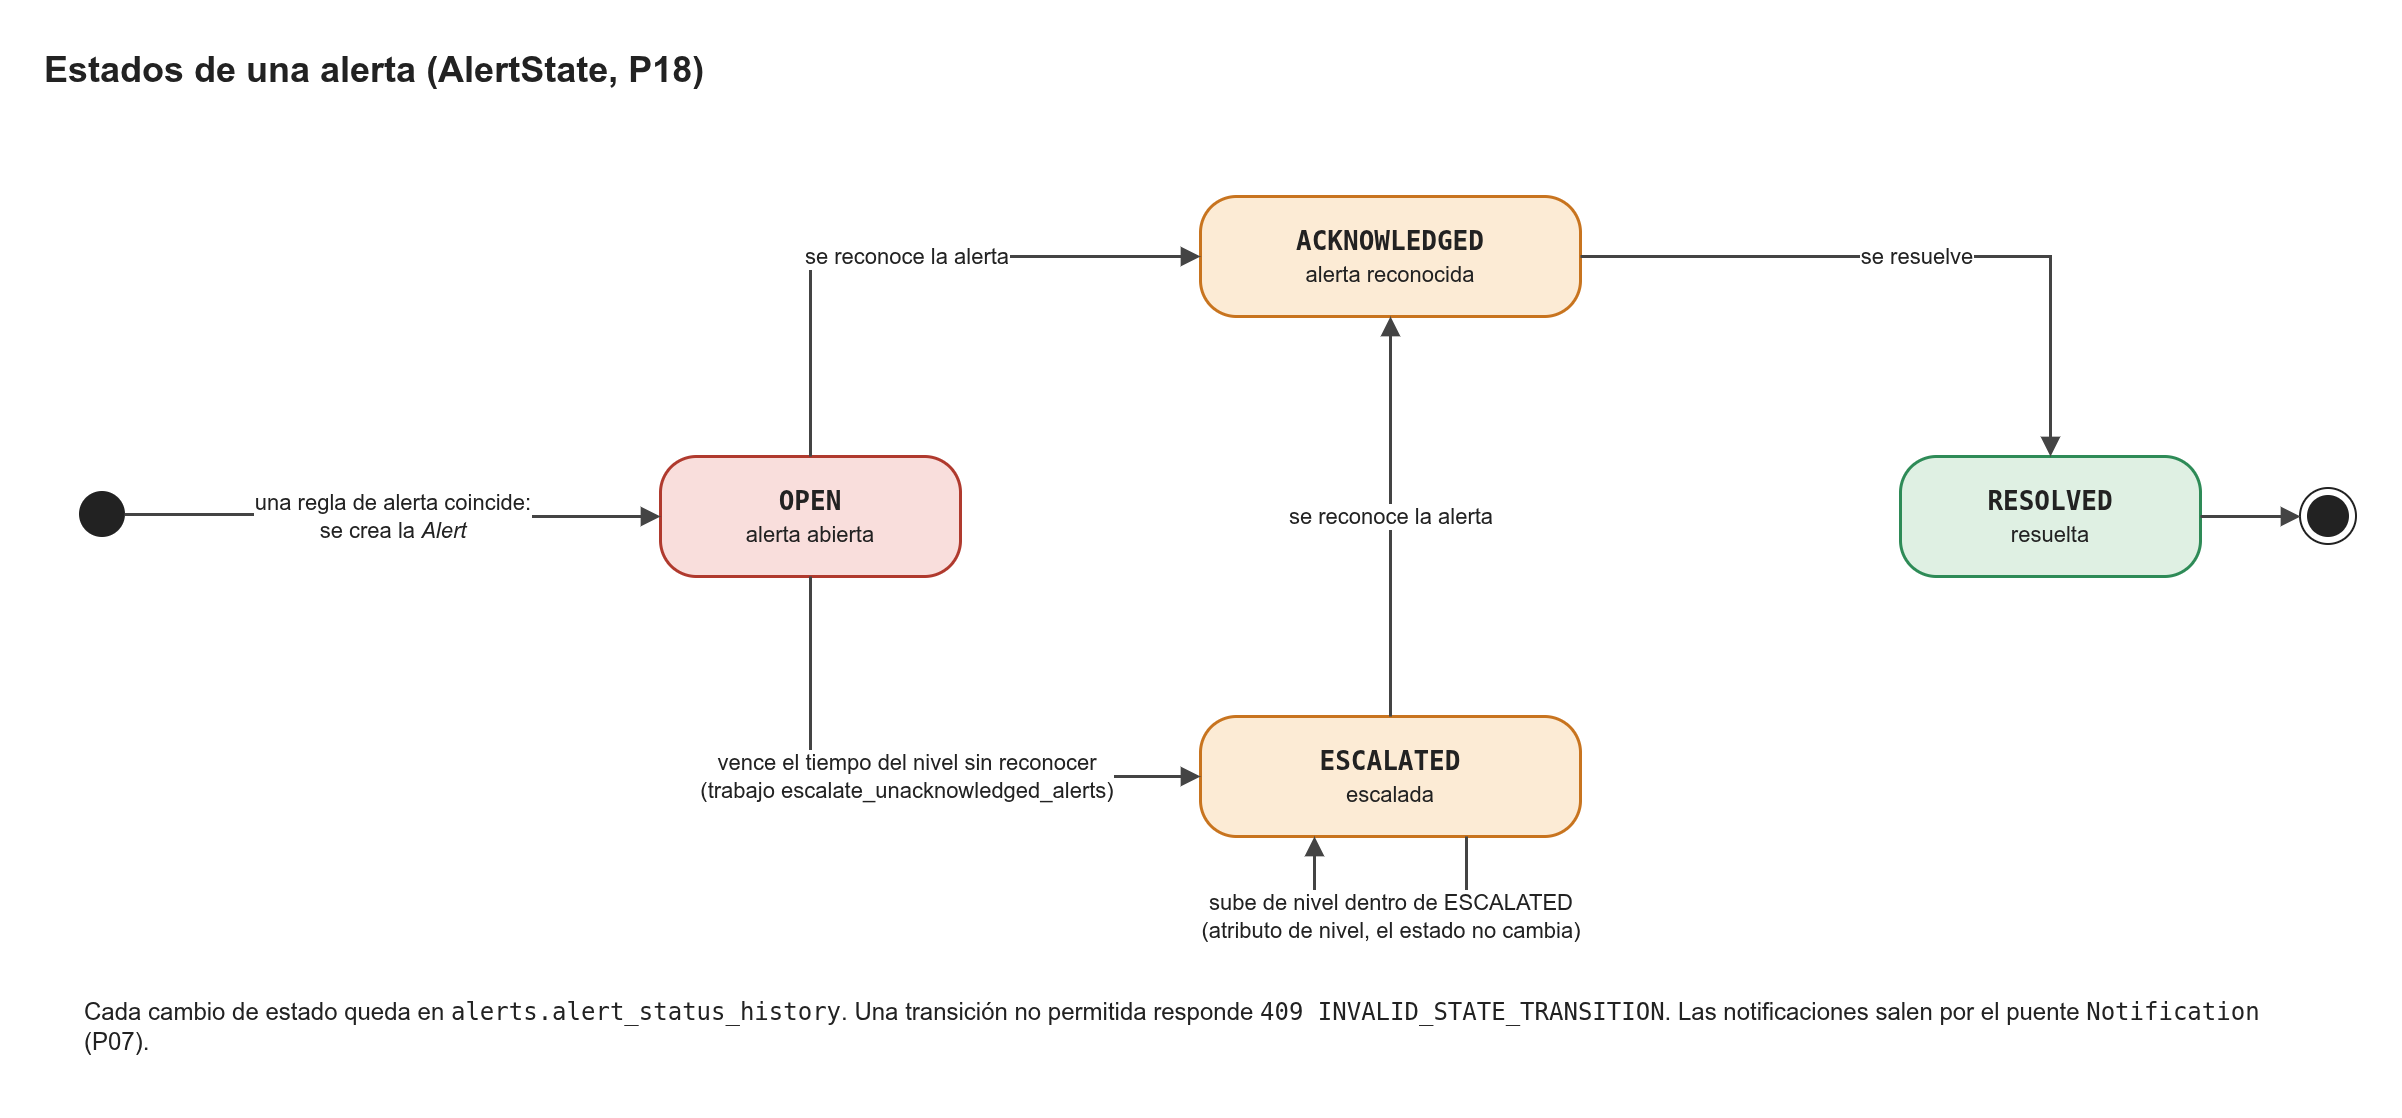 Estados de una alerta (AlertState, P18)
ACKNOWLEDGED
alerta reconocida
se reconoce la alerta
se resuelve
una regla de alerta coincide:
se crea la Alert
OPEN
alerta abierta
se reconoce la alerta
RESOLVED
resuelta
vence el tiempo del nivel sin reconocer
(trabajo escalate_unacknowledged_alerts)
ESCALATED
escalada
sube de nivel dentro de ESCALATED
(atributo de nivel, el estado no cambia)
Cada cambio de estado queda en alerts.alert_status_history. Una transición no permitida responde 409 INVALID_STATE_TRANSITION. Las notificaciones salen por el puente Notification
(P07).